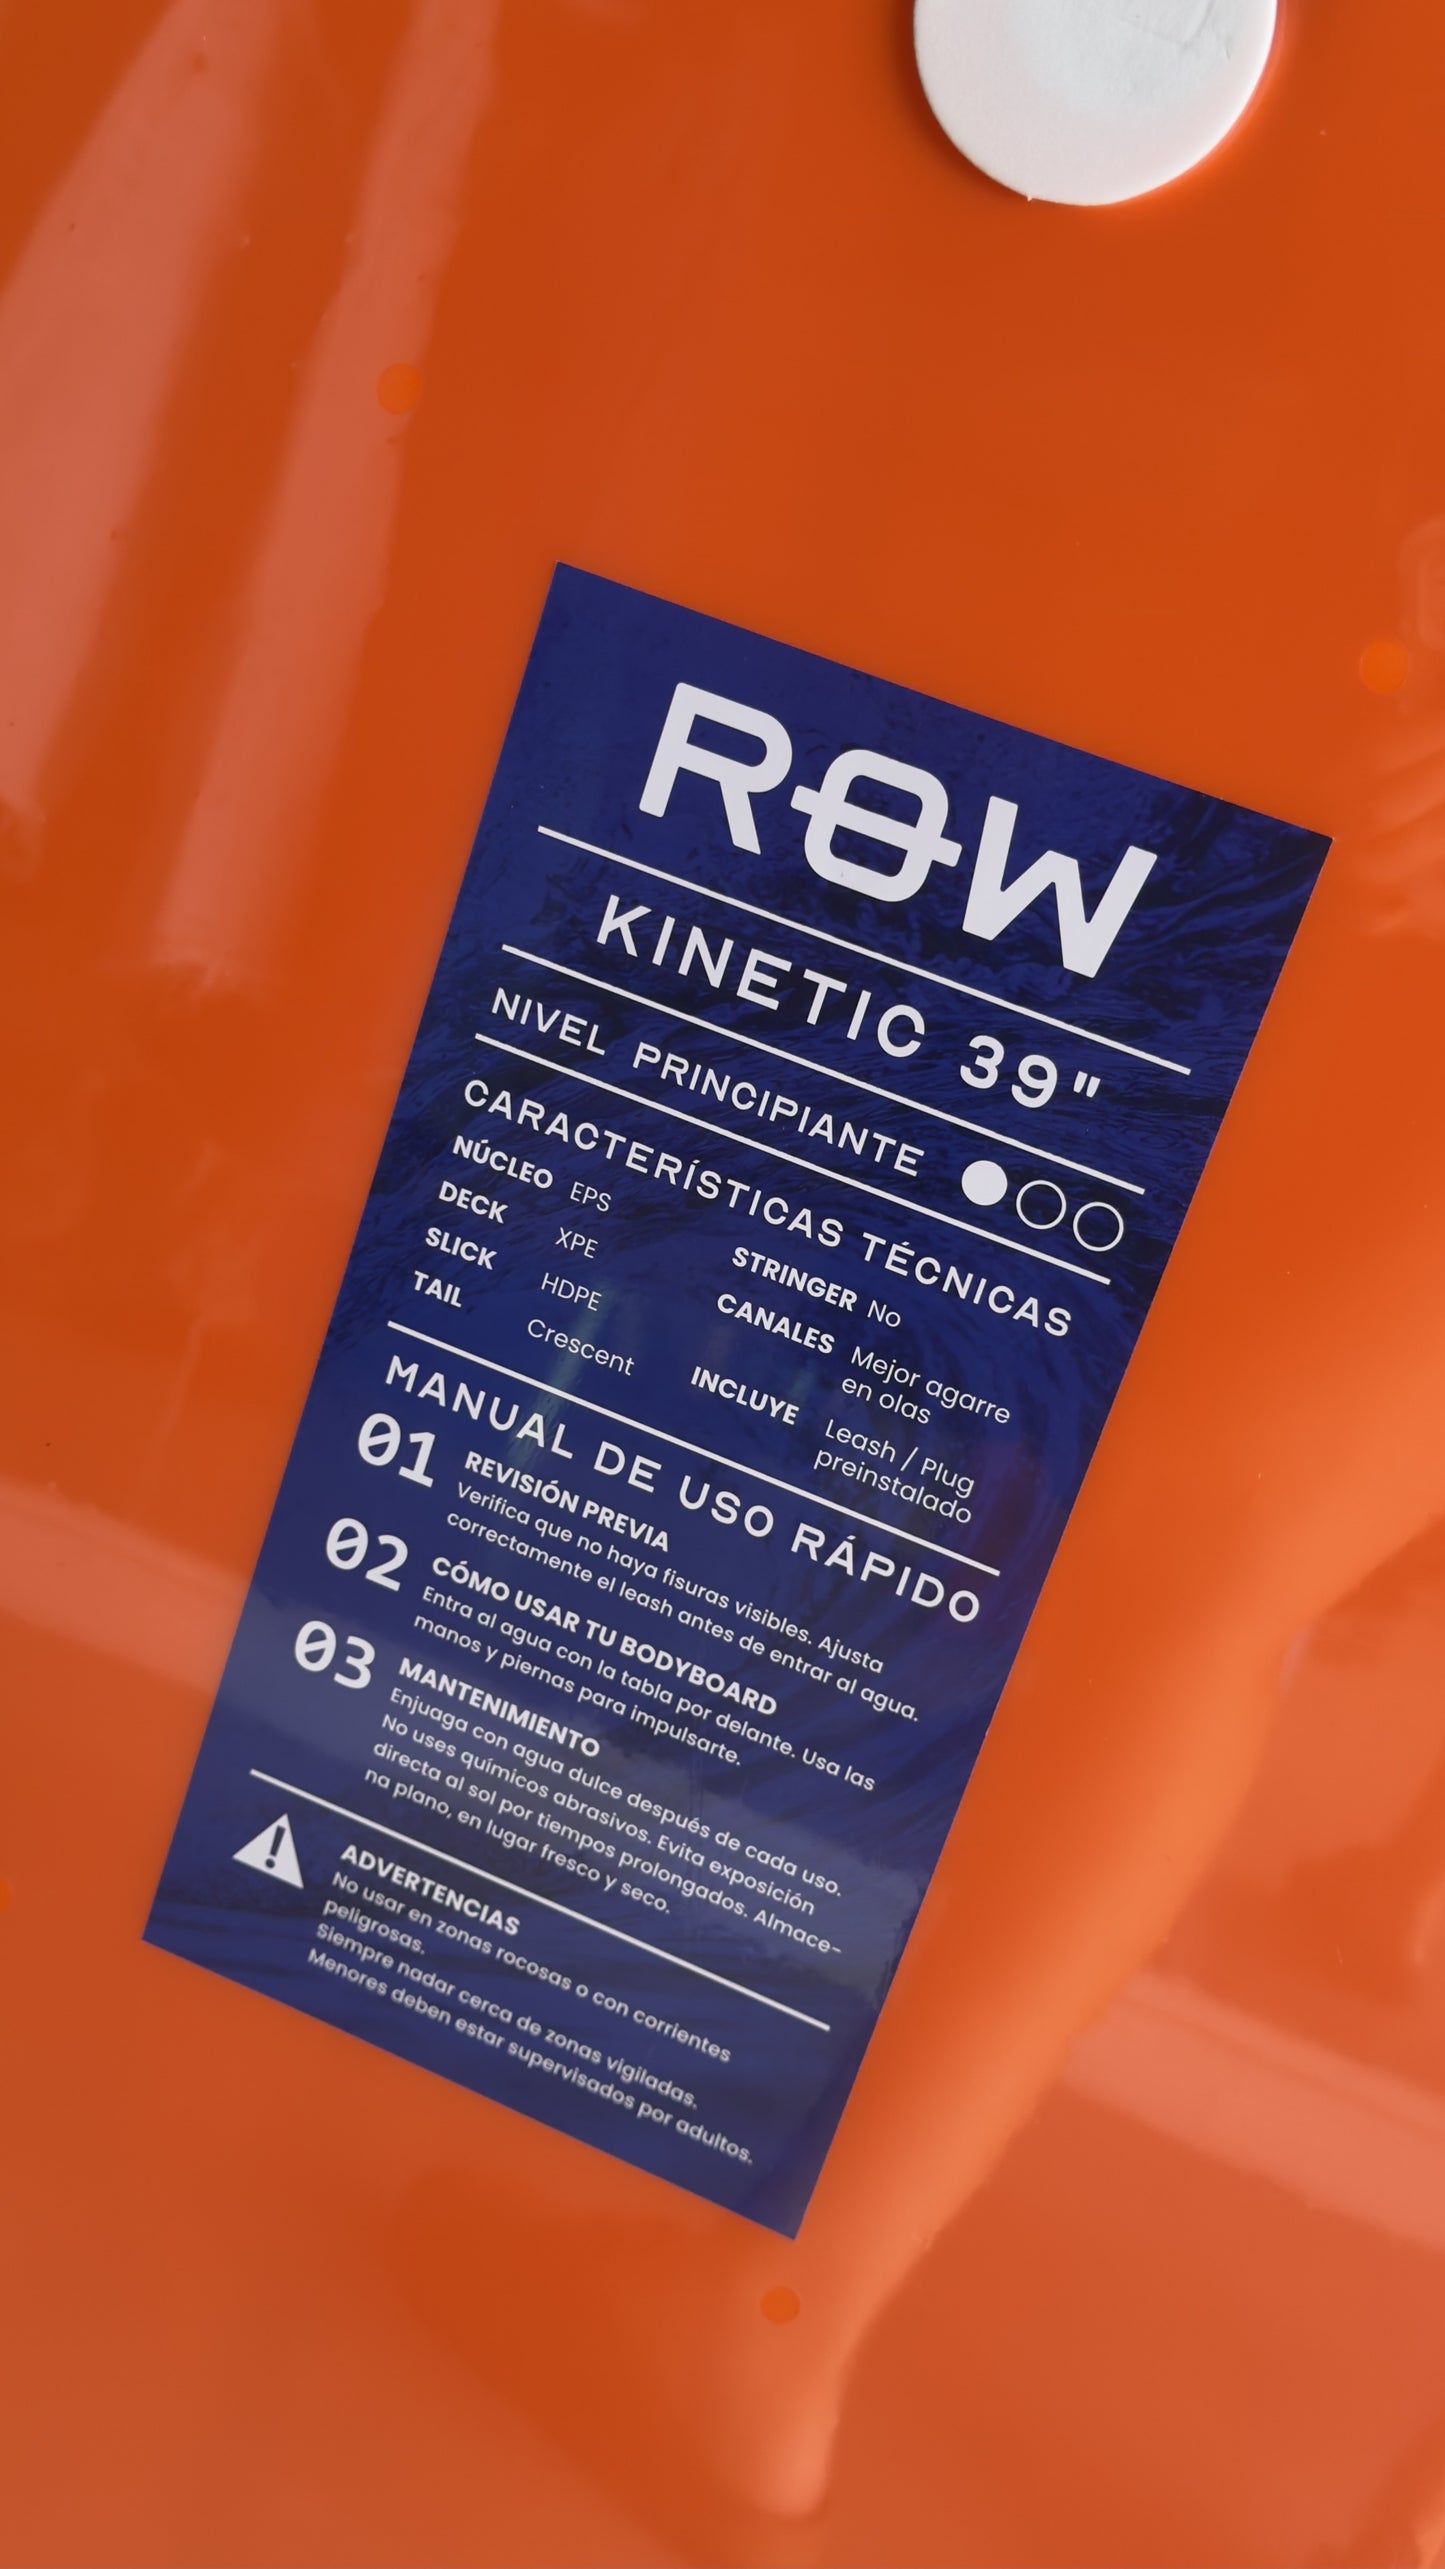 ROW
KINETIC 39"
NIVEL PRINCIPIANTE
CARACTERÍSTICAS TÉCNICAS
NÚCLEO EPS
DECK XPE
SLICK HDPE
TAIL Crescent
STRINGER No
CANALES Mejor agarre
en olas
INCLUYE Leash / Plug
preinstalado
MANUAL DE USO RÁPIDO
01 REVISIÓN PREVIA
Verifica que no haya fisuras visibles. Ajusta
correctamente el leash antes de entrar al agua.
02 CÓMO USAR TU BODYBOARD
Entra al agua con la tabla por delante. Usa las
manos y piernas para impulsarte.
03 MANTENIMIENTO
Enjuaga con agua dulce después de cada uso.
No uses químicos abrasivos. Evita exposición
directa al sol por tiempos prolongados. Almace-
na plano, en lugar fresco y seco.
ADVERTENCIAS
No usar en zonas rocosas o con corrientes
peligrosas.
Siempre nadar cerca de zonas vigiladas.
Menores deben estar supervisados por adultos.